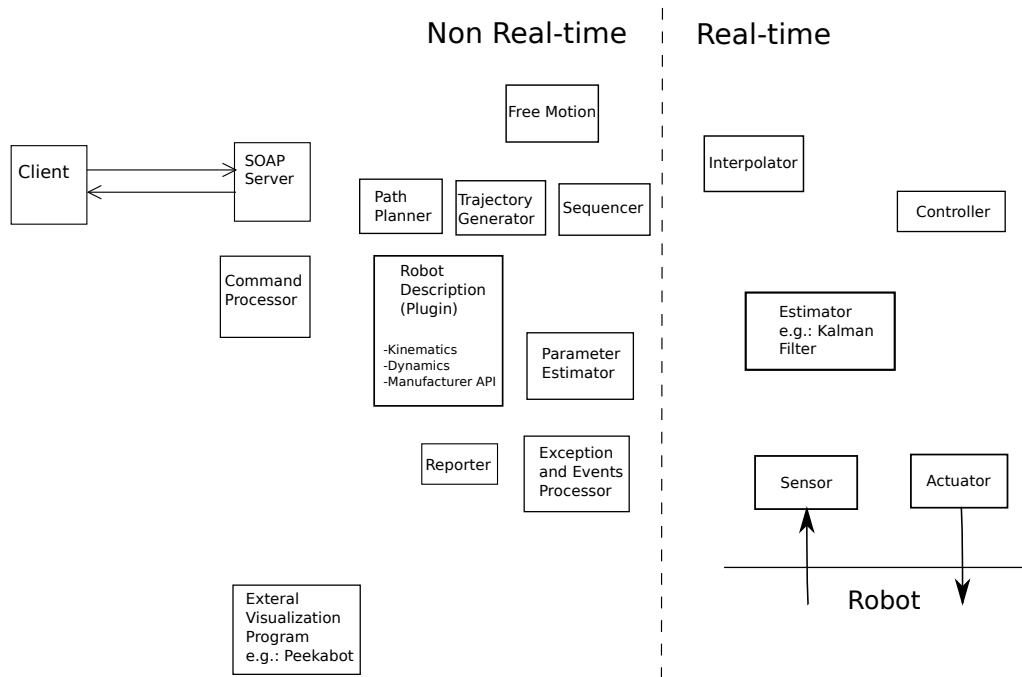 Non Real-time
Real-time
Free Motion
Client
SOAP
Server
Interpolator
Path
Planner
Trajectory
Generator
Sequencer
Controller
Command
Processor
Robot
Description
(Plugin)
-Kinematics
-Dynamics
-Manufacturer API
Parameter
Estimator
Estimator
e.g.: Kalman
Filter
Reporter
Exception
and Events
Processor
Sensor
Actuator
Robot
Exteral
Visualization
Program
e.g.: Peekabot